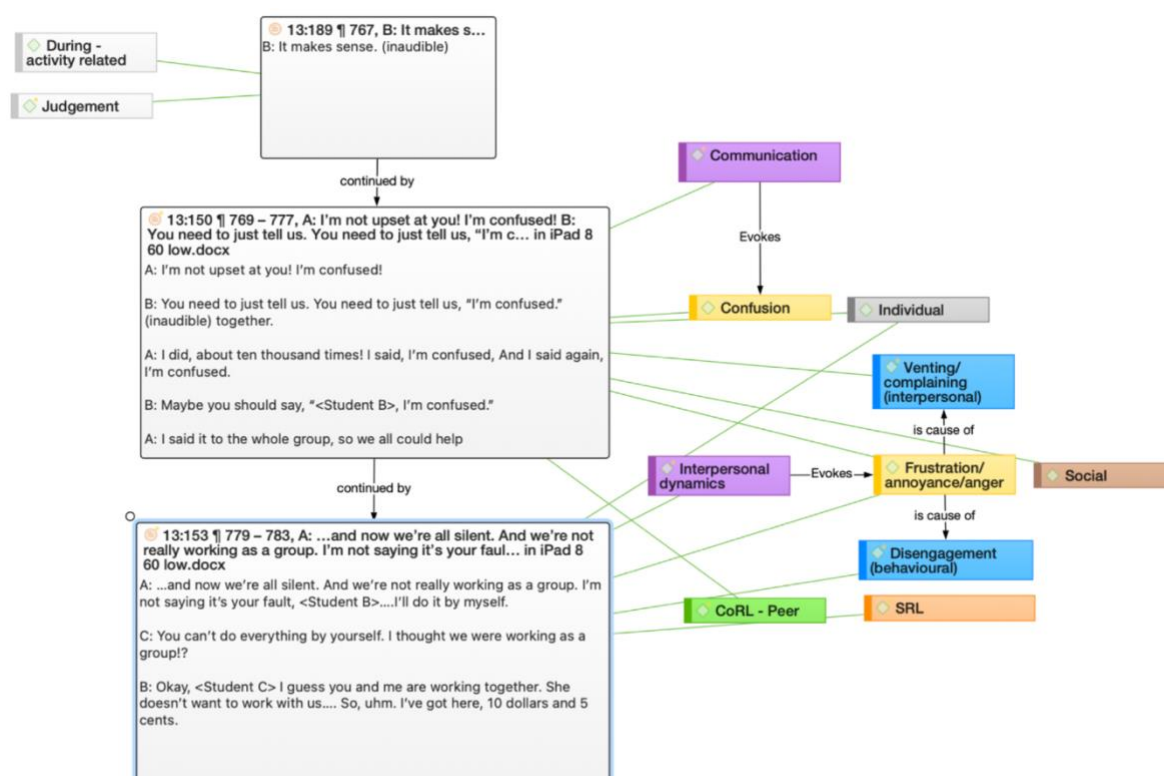 13:189 ¶ 767, B: It makes s...
B: It makes sense. (inaudible)
During -
activity related
Judgement
continued by
Communication
13:150 ¶ 769 – 777, A: I'm not upset at you! I'm confused! B:
You need to just tell us. You need to just tell us, “I'm c... in iPad 8
60 low.docx
A: I'm not upset at you! I'm confused!
B: You need to just tell us. You need to just tell us, “I'm confused.”
(inaudible) together.
A: I did, about ten thousand times! I said, I'm confused, And I said again,
I'm confused.
B: Maybe you should say, “<Student B>, I'm confused.”
A: I said it to the whole group, so we all could help
Evokes
Confusion
Individual
Venting/
complaining
(interpersonal)
is cause of
Interpersonal
dynamics
Evokes
Frustration/
annoyance/anger
Social
is cause of
Disengagement
(behavioural)
CoRL - Peer
SRL
continued by
13:153 ¶ 779 – 783, A: ...and now we're all silent. And we're not
really working as a group. I'm not saying it's your faul... in iPad 8
60 low.docx
A: ...and now we're all silent. And we're not really working as a group. I'm
not saying it's your fault, <Student B>....I'll do it by myself.
C: You can't do everything by yourself. I thought we were working as a
group!?
B: Okay, <Student C> I guess you and me are working together. She
doesn't want to work with us.... So, uhm. I've got here, 10 dollars and 5
cents.